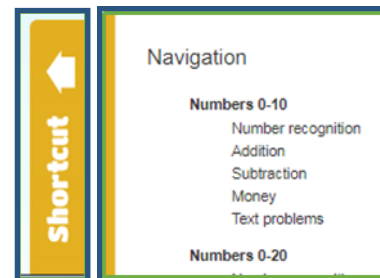 Shortcut
Navigation
Numbers 0-10
Number recognition
Addition
Subtraction
Money
Text problems
Numbers 0-20